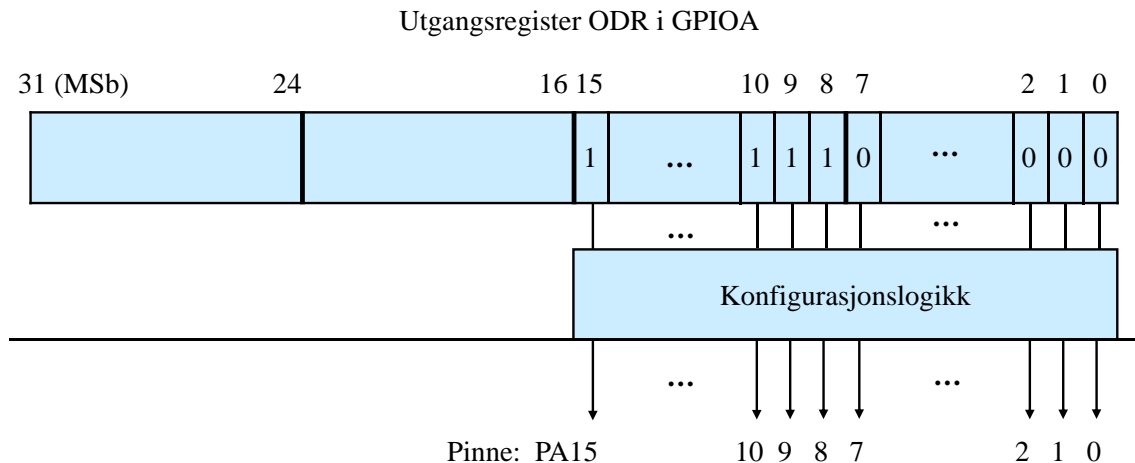 Utgangsregister ODR i GPIOA
31 (MSb) 24 16 15 10 9 8 7 2 1 0
1 ... 1 1 1 0 ... 0 0 0
... ...
Konfigurasjonslogikk
... ...
Pinne: PA15 10 9 8 7 2 1 0